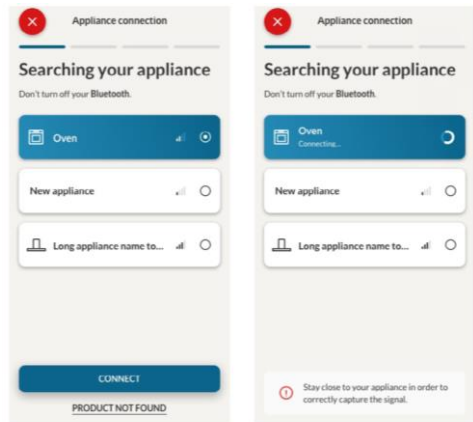 Appliance connection
Searching your appliance
Don't turn off your Bluetooth.
Oven
New appliance
Long appliance name to...
CONNECT
PRODUCT NOT FOUND
Appliance connection
Searching your appliance
Don't turn off your Bluetooth.
Oven
Connecting...
New appliance
Long appliance name to...
Stay close to your appliance in order to
correctly capture the signal.